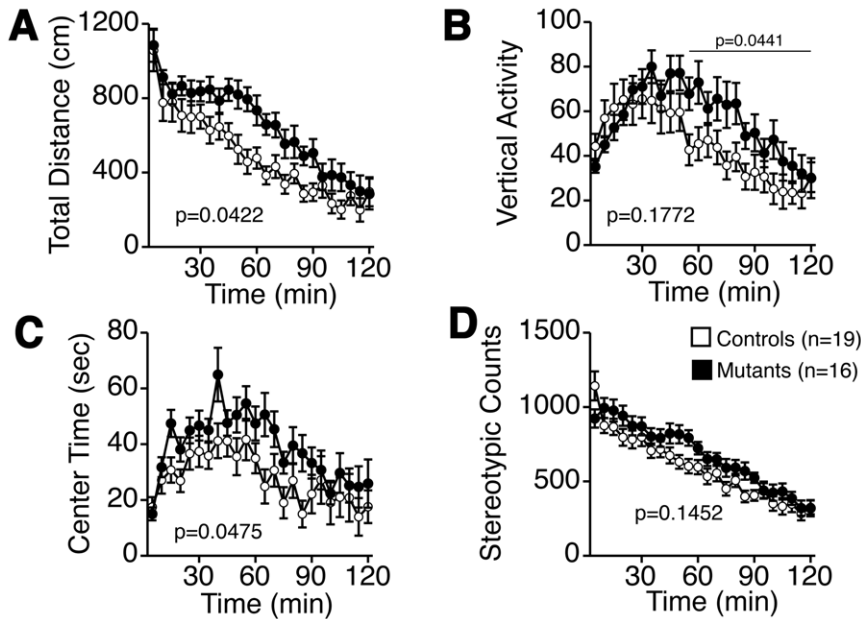 A
Total Distance (cm)
1200
800
400
0
p=0.0422
30 60 90 120
Time (min)
B
Vertical Activity
100
80
60
40
20
0
p=0.0441
p=0.1772
30 60 90 120
Time (min)
C
Center Time (sec)
80
60
40
20
0
p=0.0475
30 60 90 120
Time (min)
D
Stereotypic Counts
1500
1000
500
0
Controls (n=19)
Mutants (n=16)
p=0.1452
30 60 90 120
Time (min)